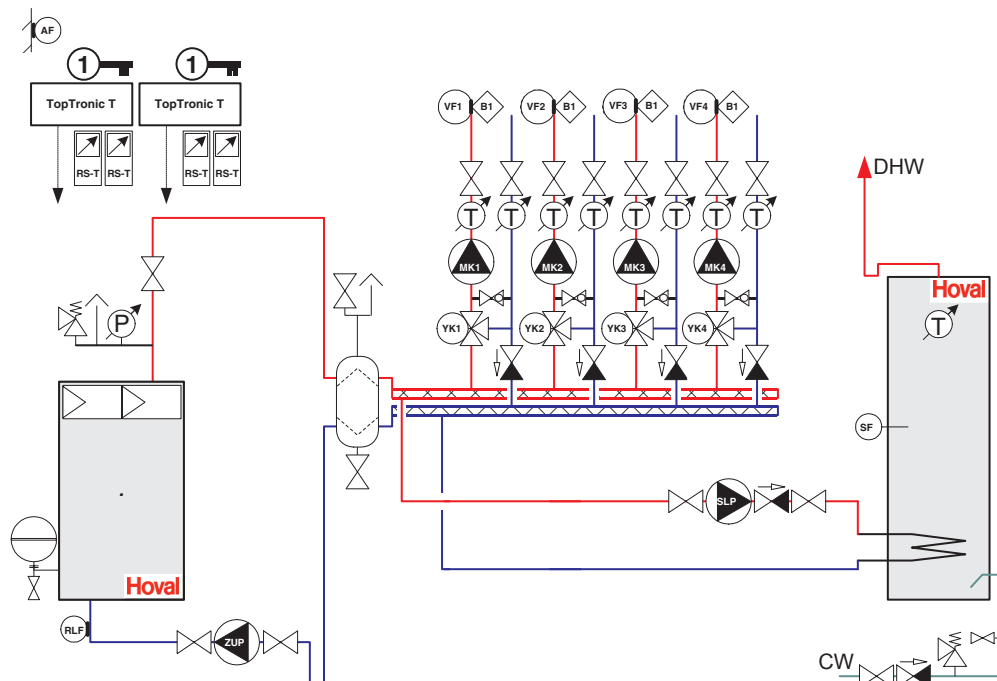 AF
1 1
TopTronic T TopTronic T
RS-T RS-T RS-T RS-T
VF1 B1 VF2 B1 VF3 B1 VF4 B1
DHW
T T T T T T T T
MK1 MK2 MK3 MK4
Hoval
P
YK1 YK2 YK3 YK4
T
SF
SLP
Hoval
RLF
ZUP
CW